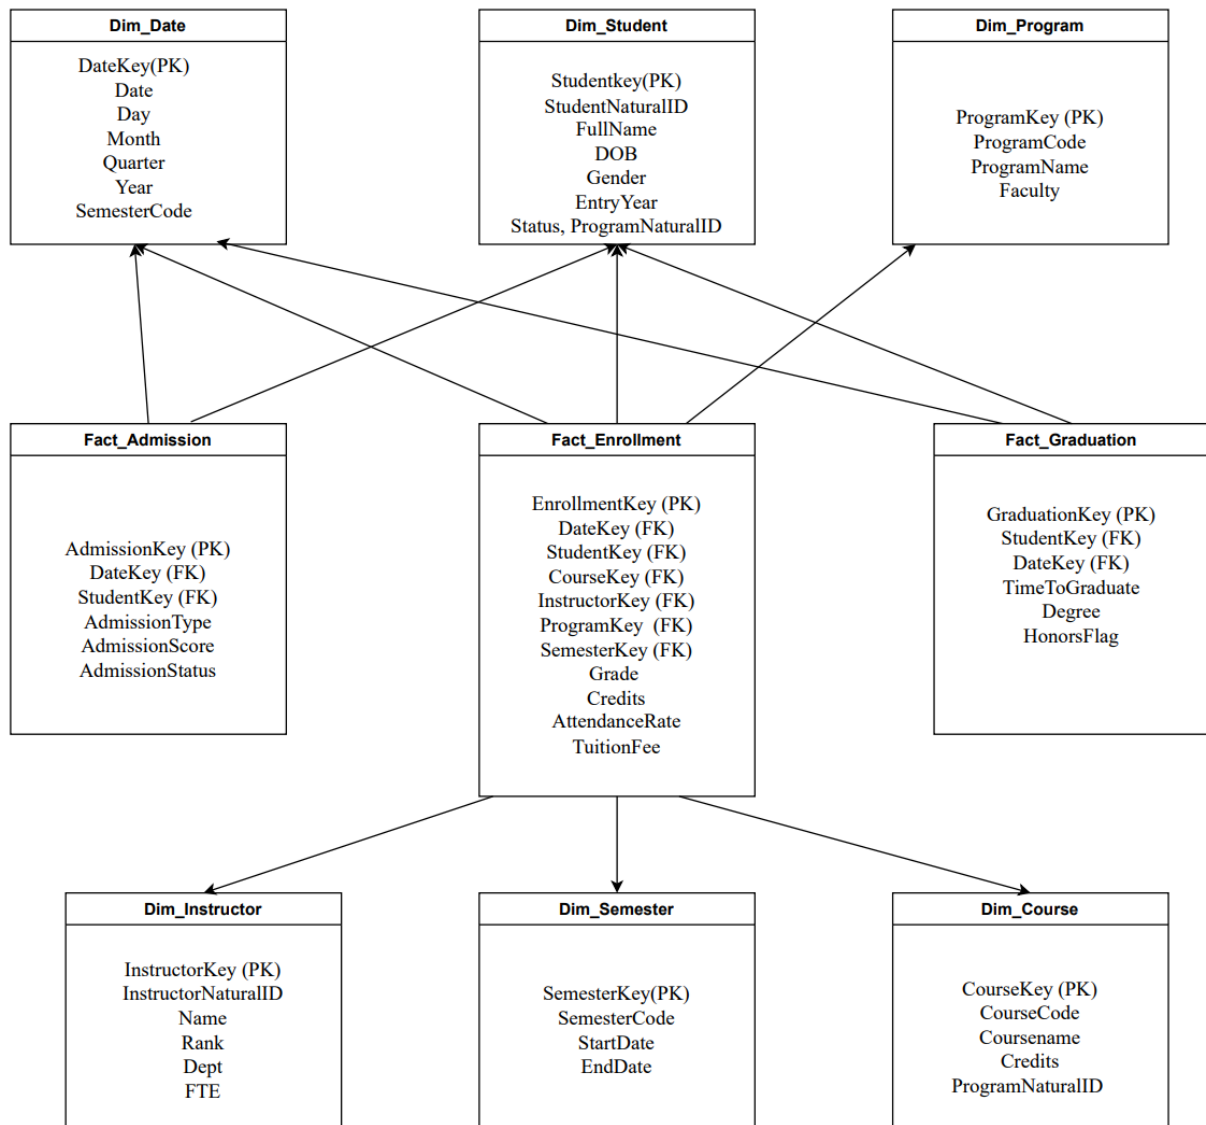 Dim_Date
DateKey(PK)
Date
Day
Month
Quarter
Year
SemesterCode
Dim_Student
Studentkey(PK)
StudentNaturalID
FullName
DOB
Gender
EntryYear
Status, ProgramNaturalID
Dim_Program
ProgramKey (PK)
ProgramCode
ProgramName
Faculty
Fact_Admission
AdmissionKey (PK)
DateKey (FK)
StudentKey (FK)
AdmissionType
AdmissionScore
AdmissionStatus
Fact_Enrollment
EnrollmentKey (PK)
DateKey (FK)
StudentKey (FK)
CourseKey (FK)
InstructorKey (FK)
ProgramKey (FK)
SemesterKey (FK)
Grade
Credits
AttendanceRate
TuitionFee
Fact_Graduation
GraduationKey (PK)
StudentKey (FK)
DateKey (FK)
TimeToGraduate
Degree
HonorsFlag
Dim_Instructor
InstructorKey (PK)
InstructorNaturalID
Name
Rank
Dept
FTE
Dim_Semester
SemesterKey(PK)
SemesterCode
StartDate
EndDate
Dim_Course
CourseKey (PK)
CourseCode
Coursename
Credits
ProgramNaturalID